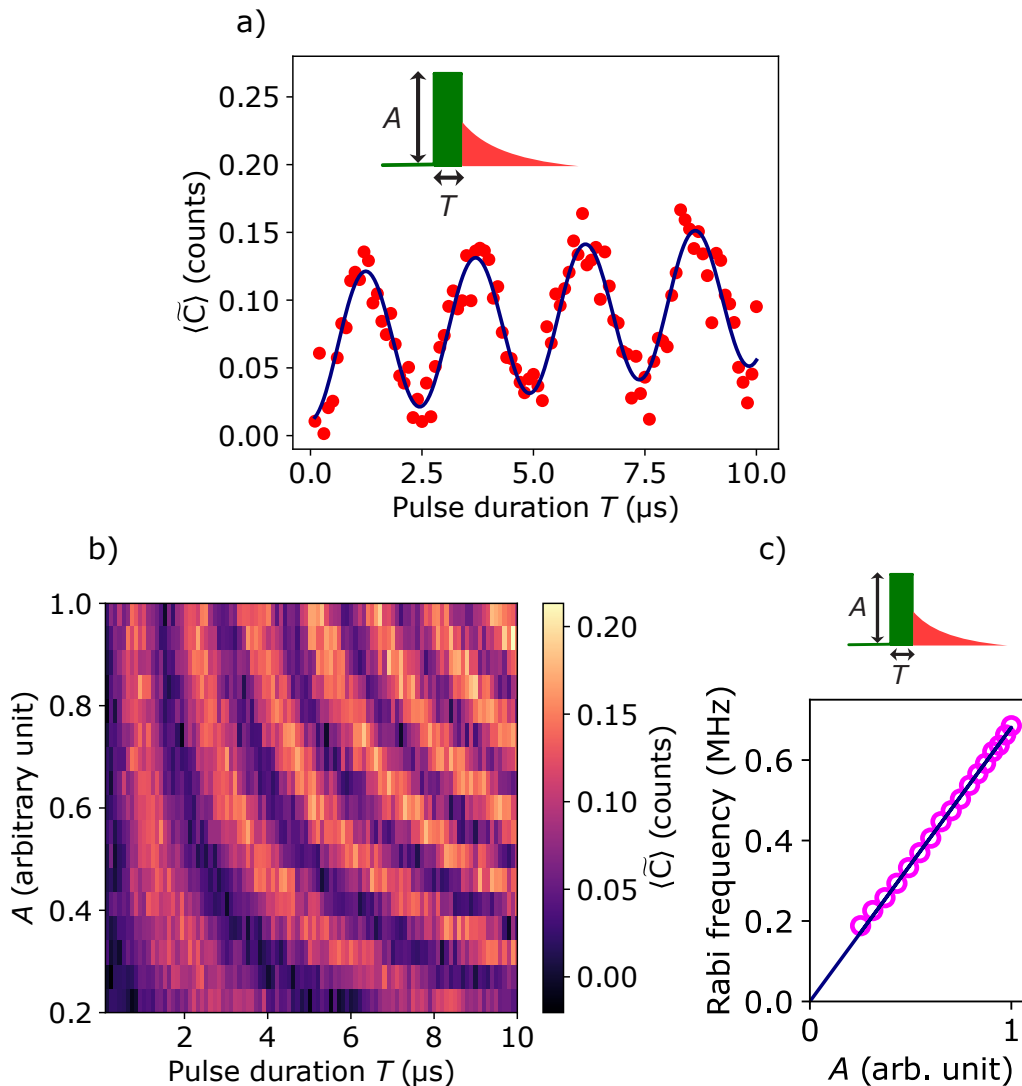 a)
0.25
0.20
0.15
0.10
0.05
0.00
⟨C̃⟩ (counts)
A
T
0.0 2.5 5.0 7.5 10.0
Pulse duration T (μs)
b)
1.0
0.8
0.6
0.4
0.2
A (arbitrary unit)
2 4 6 8 10
Pulse duration T (μs)
0.20
0.15
0.10
0.05
0.00
⟨C̃⟩ (counts)
c)
A
T
0.6
0.4
0.2
0.0
Rabi frequency (MHz)
0 1
A (arb. unit)